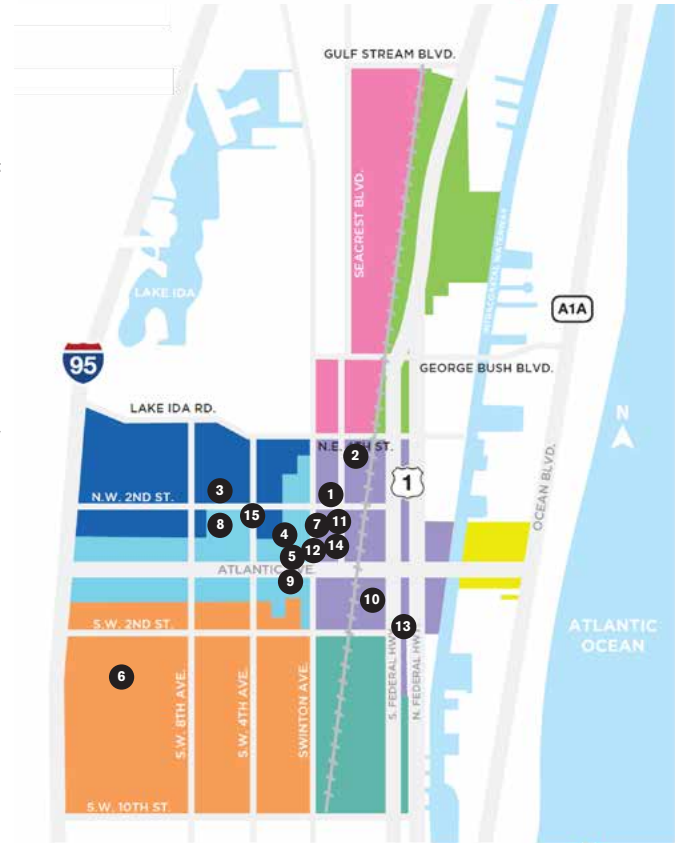 GULF STREAM BLVD.
SEACREST BLVD.
INTRACOASTAL WATERWAY
LAKE IDA
A1A
95
GEORGE BUSH BLVD.
LAKE IDA RD.
N
N.E. 4TH ST.
2
1
OCEAN BLVD.
3
1
N.W. 2ND ST.
15
8
7
11
4
14
12
5
ATLANTIC AVE.
9
10
S.W. 2ND ST.
13
ATLANTIC
OCEAN
6
S.W. 8TH AVE.
S.W. 4TH AVE.
SWINTON AVE.
S. FEDERAL HWY.
N. FEDERAL HWY.
S.W. 10TH ST.